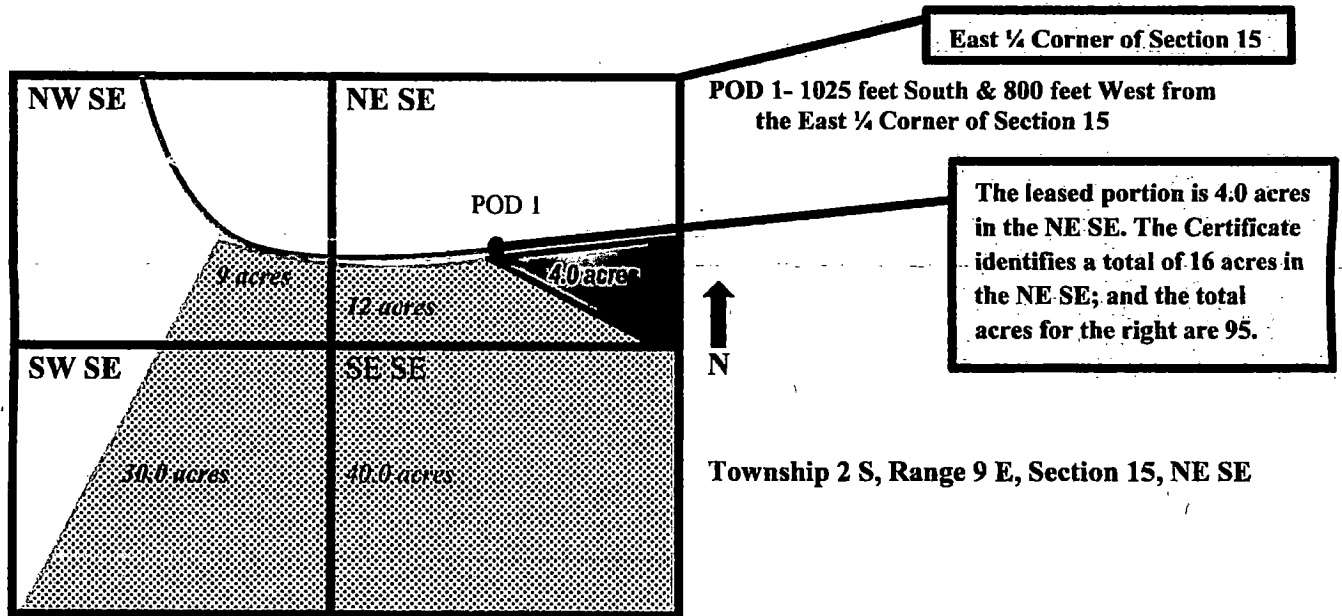 East ¼ Corner of Section 15
NW SE
NE SE
POD 1- 1025 feet South & 800 feet West from
the East ¼ Corner of Section 15
POD 1
The leased portion is 4.0 acres
in the NE SE. The Certificate
identifies a total of 16 acres in
the NE SE; and the total
acres for the right are 95.
4.0 acres
9 acres
12 acres
N
SW SE
SE SE
30.0 acres
40.0 acres
Township 2 S, Range 9 E, Section 15, NE SE